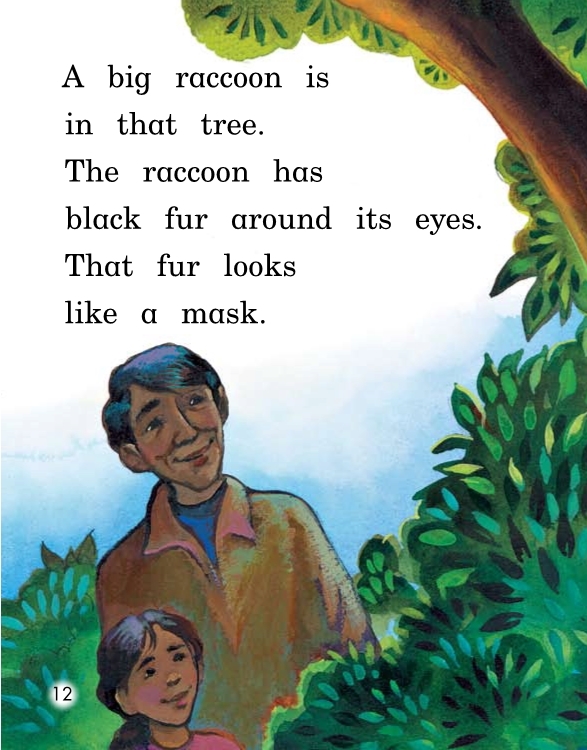 A big raccoon is
in that tree.
The raccoon has
black fur around its eyes.
That fur looks
like a mask.
12